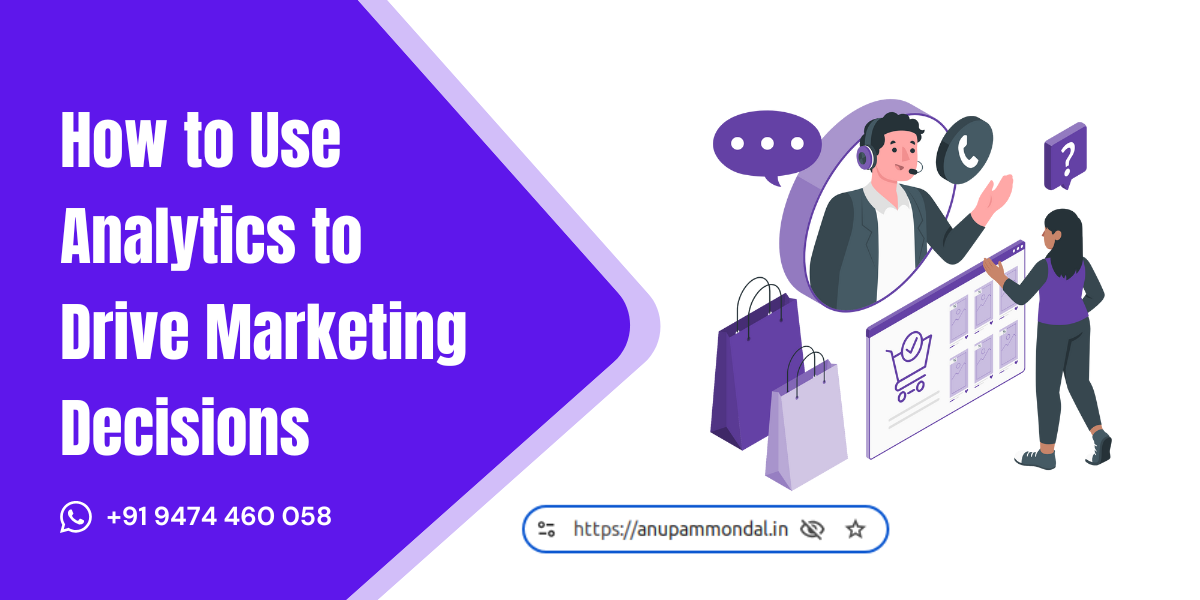 How to Use
Analytics to
Drive Marketing
Decisions
+91 9474 460 058
https://anupammondal.in
?